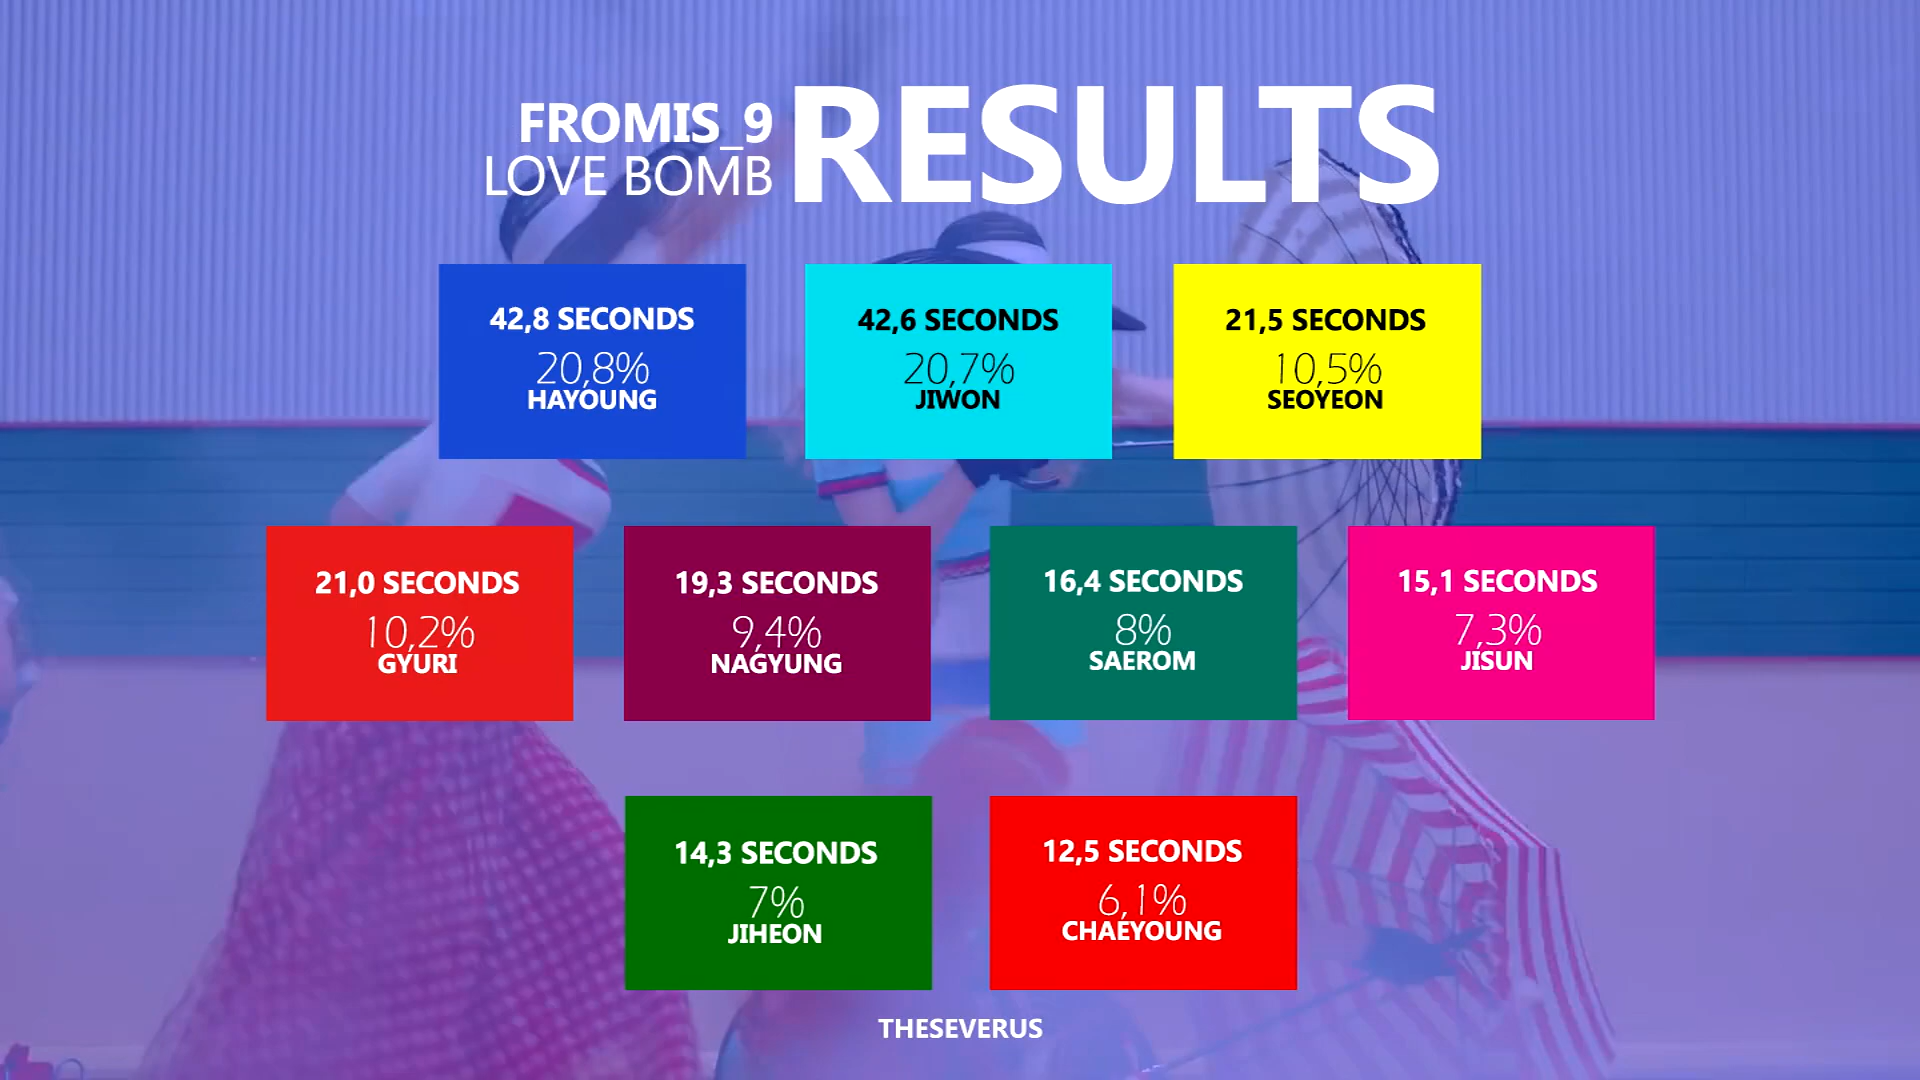 FROMIS_9
LOVE BOMB
RESULTS
42,8 SECONDS
20,8%
HAYOUNG
42,6 SECONDS
20,7%
JIWON
21,5 SECONDS
10,5%
SEOYEON
21,0 SECONDS
10,2%
GYURI
19,3 SECONDS
9,4%
NAGYUNG
16,4 SECONDS
8%
SAEROM
15,1 SECONDS
7,3%
JISUN
14,3 SECONDS
7%
JIHEON
12,5 SECONDS
6,1%
CHAEYOUNG
THESEVERUS